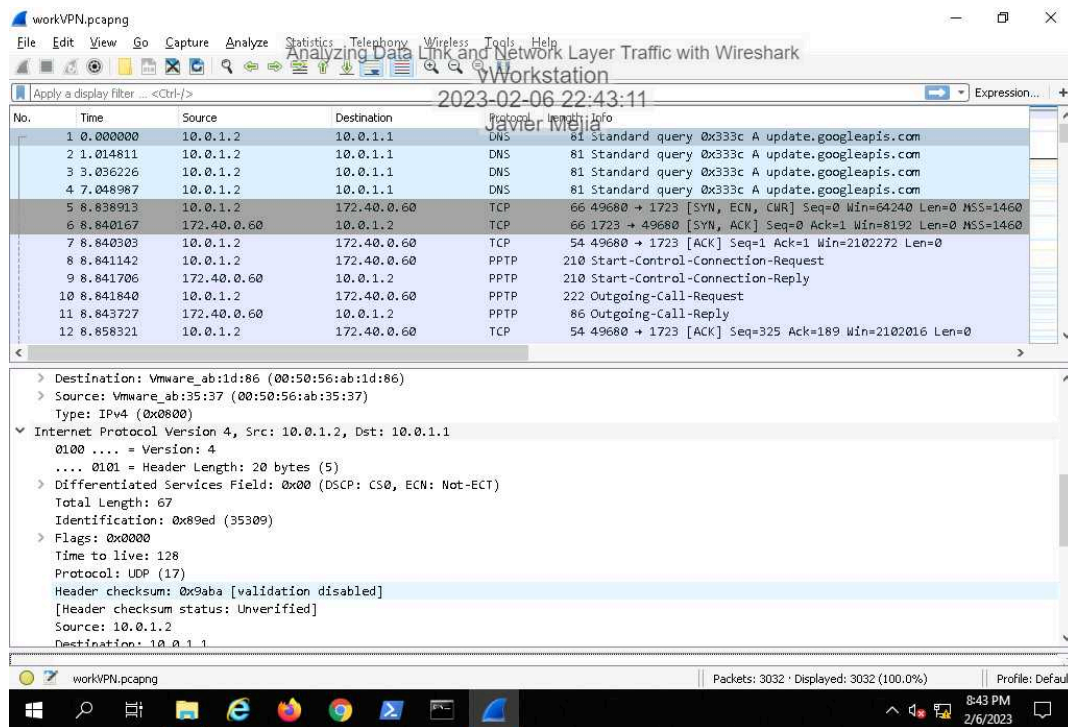 workVPN.pcapng
File Edit View Go Capture Analyze Statistics Telephony Wireless Tools Help
Analyzing Data Link and Network Layer Traffic with Wireshark
vWorkstation
2023-02-06 22:43:11
Javier Mejia
Apply a display filter ... <Ctrl-/> Expression... +
No. Time Source Destination Protocol Length Info
1 0.000000 10.0.1.2 10.0.1.1 DNS 81 Standard query 0x333c A update.googleapis.com
2 1.014811 10.0.1.2 10.0.1.1 DNS 81 Standard query 0x333c A update.googleapis.com
3 3.036226 10.0.1.2 10.0.1.1 DNS 81 Standard query 0x333c A update.googleapis.com
4 7.048987 10.0.1.2 10.0.1.1 DNS 81 Standard query 0x333c A update.googleapis.com
5 8.838913 10.0.1.2 172.40.0.60 TCP 66 49680 → 1723 [SYN, ECN, CWR] Seq=0 Win=64240 Len=0 MSS=1460
6 8.840167 172.40.0.60 10.0.1.2 TCP 66 1723 → 49680 [SYN, ACK] Seq=0 Ack=1 Win=8192 Len=0 MSS=1460
7 8.840303 10.0.1.2 172.40.0.60 TCP 54 49680 → 1723 [ACK] Seq=1 Ack=1 Win=2102272 Len=0
8 8.841142 10.0.1.2 172.40.0.60 PPTP 210 Start-Control-Connection-Request
9 8.841706 172.40.0.60 10.0.1.2 PPTP 210 Start-Control-Connection-Reply
10 8.841840 10.0.1.2 172.40.0.60 PPTP 222 Outgoing-Call-Request
11 8.843727 172.40.0.60 10.0.1.2 PPTP 86 Outgoing-Call-Reply
12 8.858321 10.0.1.2 172.40.0.60 TCP 54 49680 → 1723 [ACK] Seq=325 Ack=189 Win=2102016 Len=0
Destination: Vmware_ab:1d:86 (00:50:56:ab:1d:86)
Source: Vmware_ab:35:37 (00:50:56:ab:35:37)
Type: IPv4 (0x0800)
Internet Protocol Version 4, Src: 10.0.1.2, Dst: 10.0.1.1
0100 .... = Version: 4
.... 0101 = Header Length: 20 bytes (5)
Differentiated Services Field: 0x00 (DSCP: CS0, ECN: Not-ECT)
Total Length: 67
Identification: 0x89ed (35309)
Flags: 0x0000
Time to live: 128
Protocol: UDP (17)
Header checksum: 0x9aba [validation disabled]
[Header checksum status: Unverified]
Source: 10.0.1.2
Destination: 10.0.1.1
workVPN.pcapng Packets: 3032 · Displayed: 3032 (100.0%) Profile: Defaul
8:43 PM
2/6/2023